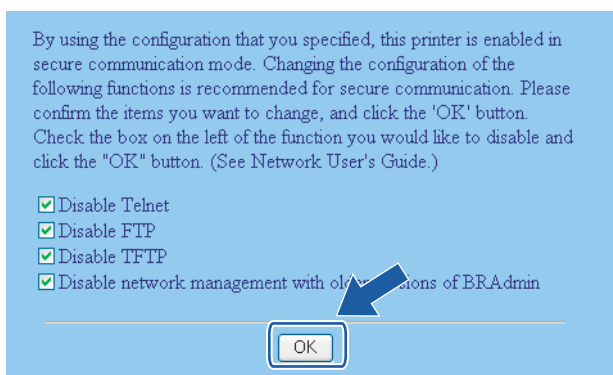 By using the configuration that you specified, this printer is enabled in
secure communication mode. Changing the configuration of the
following functions is recommended for secure communication. Please
confirm the items you want to change, and click the 'OK' button.
Check the box on the left of the function you would like to disable and
click the "OK" button. (See Network User's Guide.)
Disable Telnet
Disable FTP
Disable TFTP
Disable network management with of BRAdmin
OK